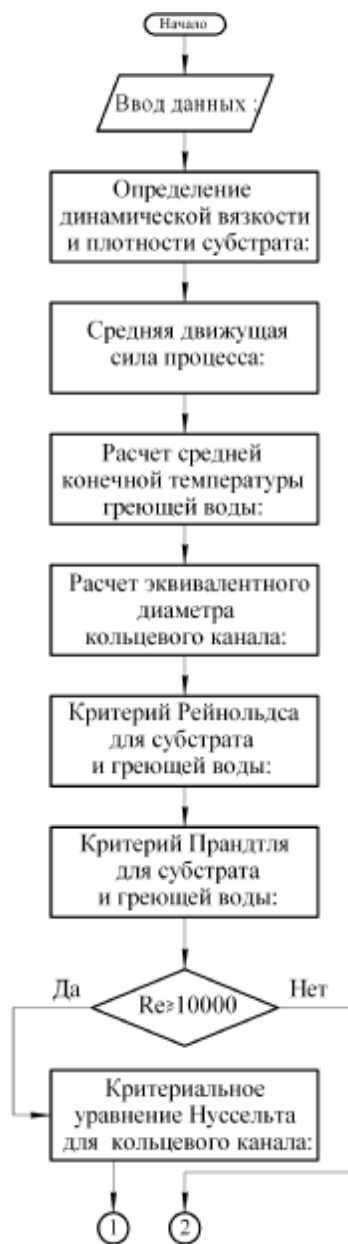 Начало
Ввод данных :
Определение
динамической вязкости
и плотности субстрата:
Средняя движущая
сила процесса:
Расчет средней
конечной температуры
греющей воды:
Расчет эквивалентного
диаметра
кольцевого канала:
Критерий Рейнольдса
для субстрата
и греющей воды:
Критерий Прандтля
для субстрата
и греющей воды:
Да
Re≥10000
Нет
Критериальное
уравнение Нуссельта
для кольцевого канала:
1
2